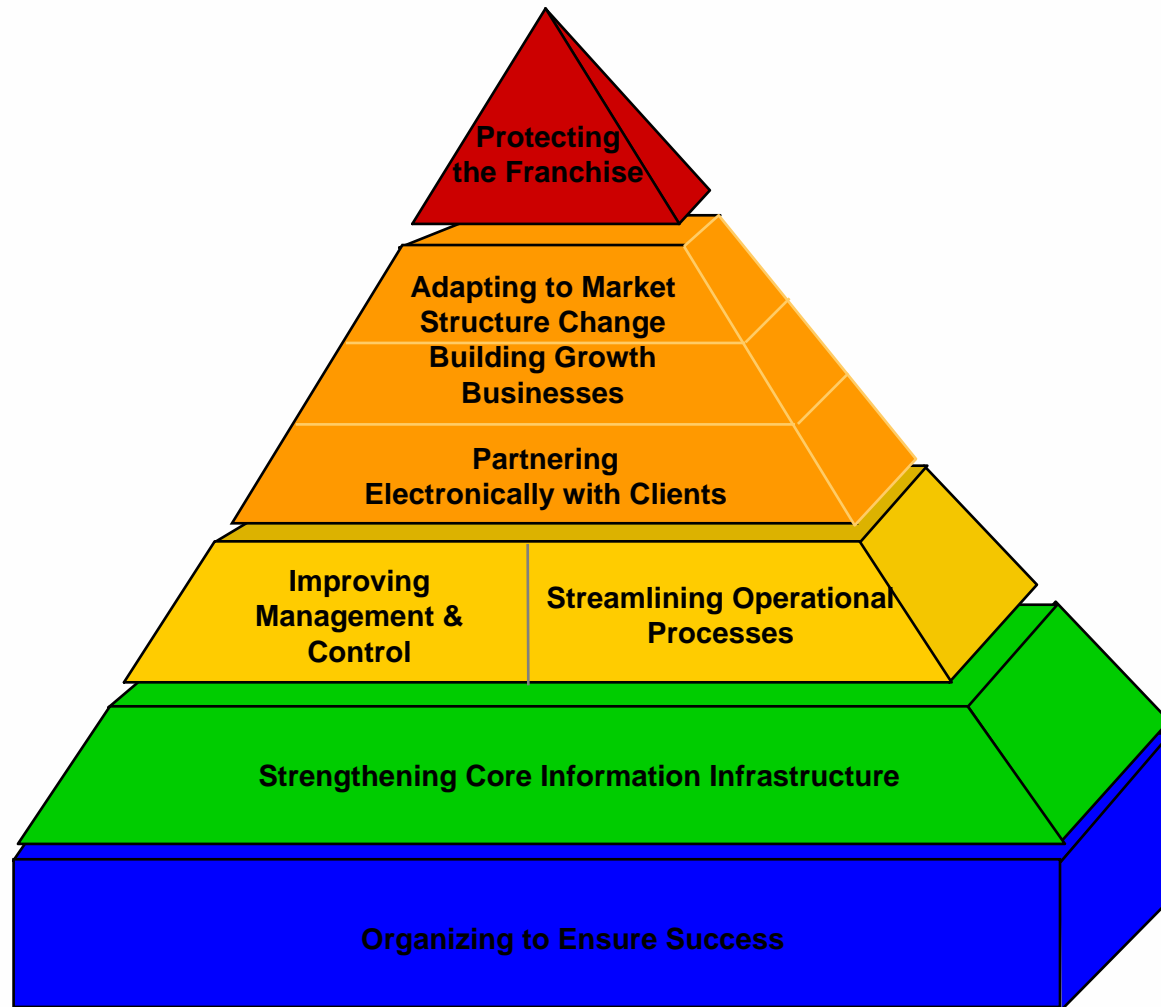 Protecting
the Franchise
Adapting to Market
Structure Change
Building Growth
Businesses
Partnering
Electronically with Clients
Improving
Management &
Control
Streamlining Operational
Processes
Strengthening Core Information Infrastructure
Organizing to Ensure Success